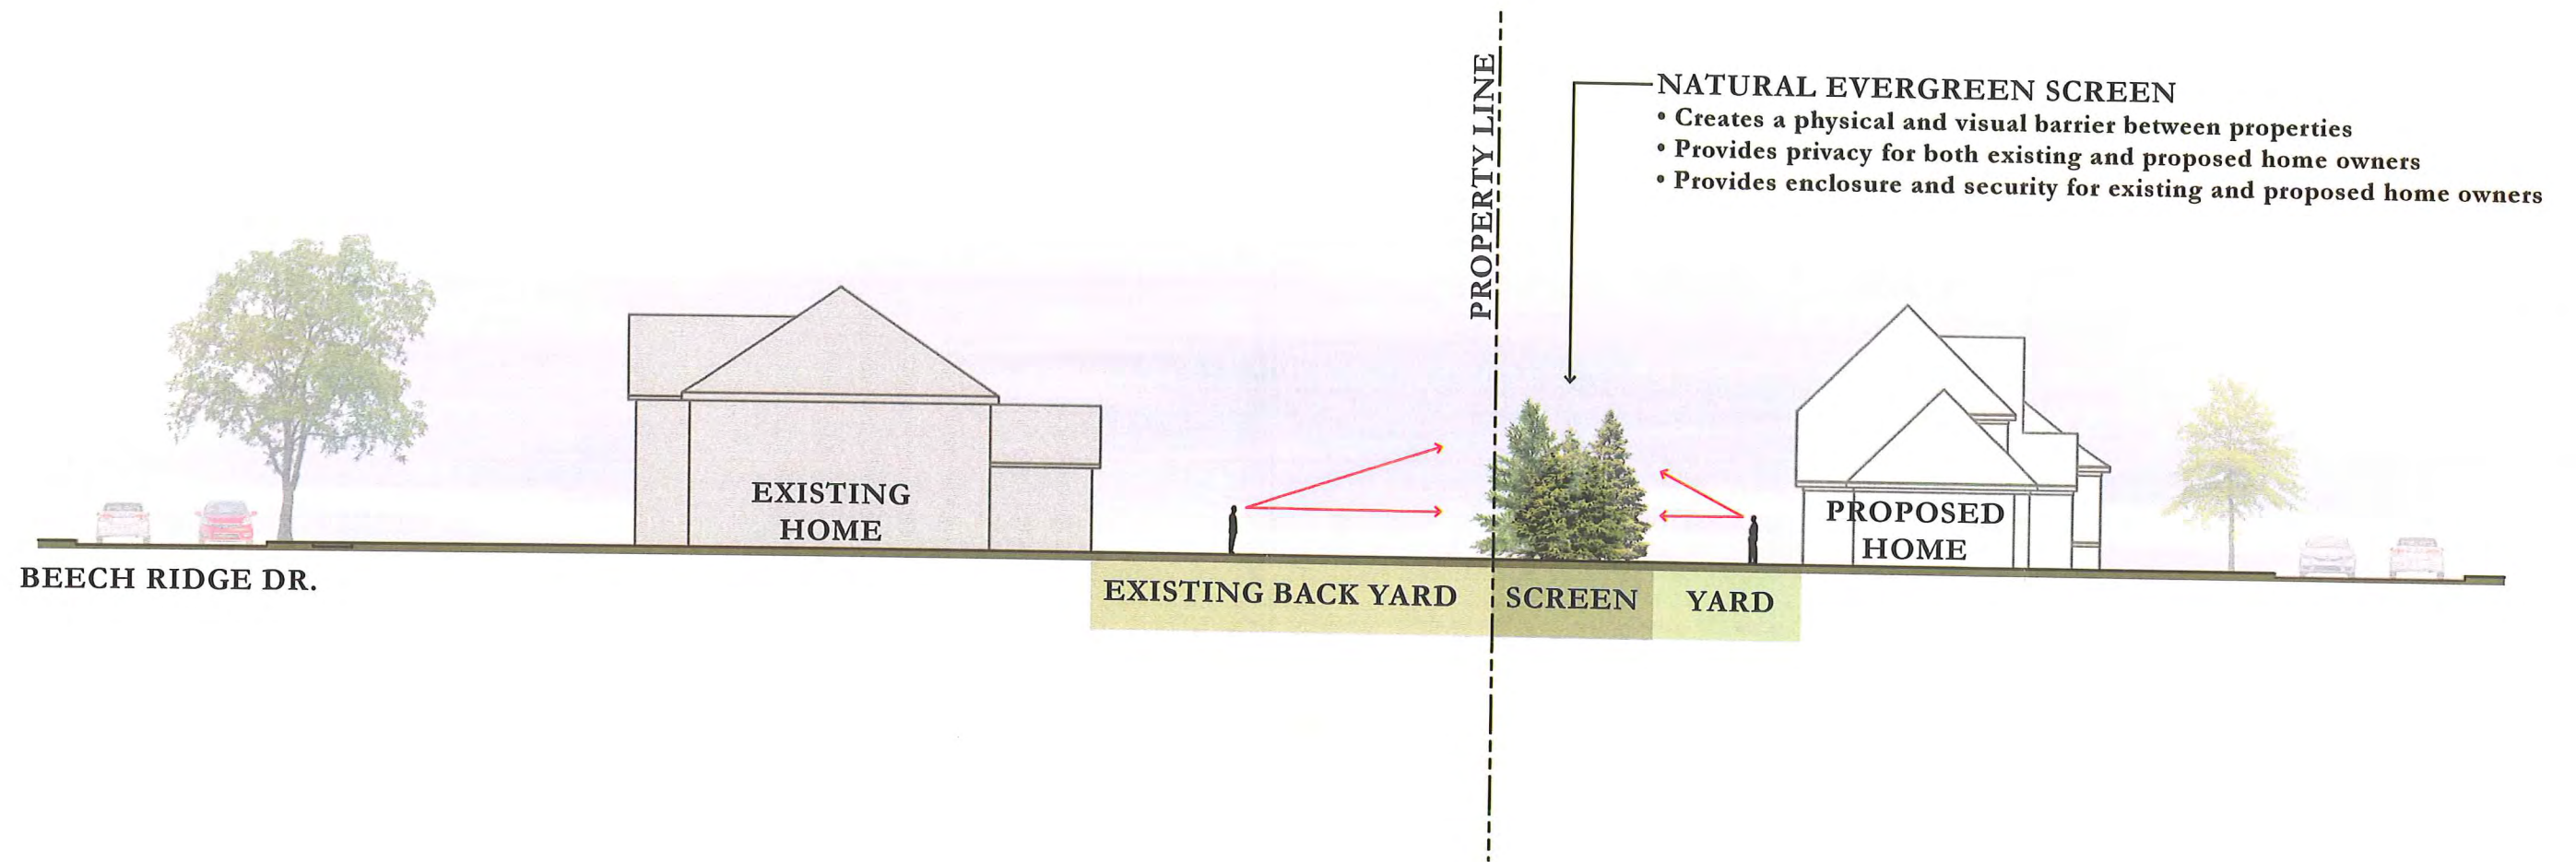 PROPERTY LINE
NATURAL EVERGREEN SCREEN
• Creates a physical and visual barrier between properties
• Provides privacy for both existing and proposed home owners
• Provides enclosure and security for existing and proposed home owners
EXISTING
HOME
PROPOSED
HOME
BEECH RIDGE DR.
EXISTING BACK YARD
SCREEN
YARD